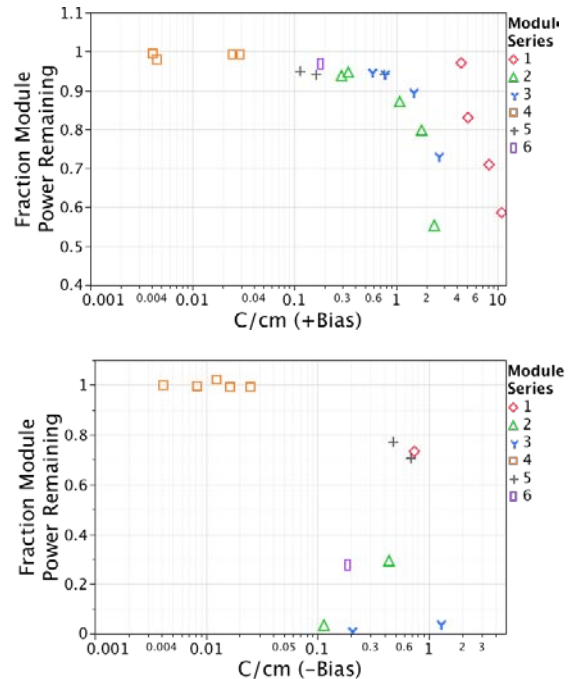 1.1
1
0.9
0.8
0.7
0.6
0.5
0.4
Fraction Module
Power Remaining
0.001 0.004 0.01 0.04 0.1 0.3 0.6 1 2 4 6 10
C/cm (+Bias)
Module
Series
1
2
3
4
5
6
1
0.8
0.6
0.4
0.2
0
Fraction Module
Power Remaining
0.001 0.004 0.01 0.05 0.1 0.3 0.6 1 2 3
C/cm (−Bias)
Module
Series
1
2
3
4
5
6